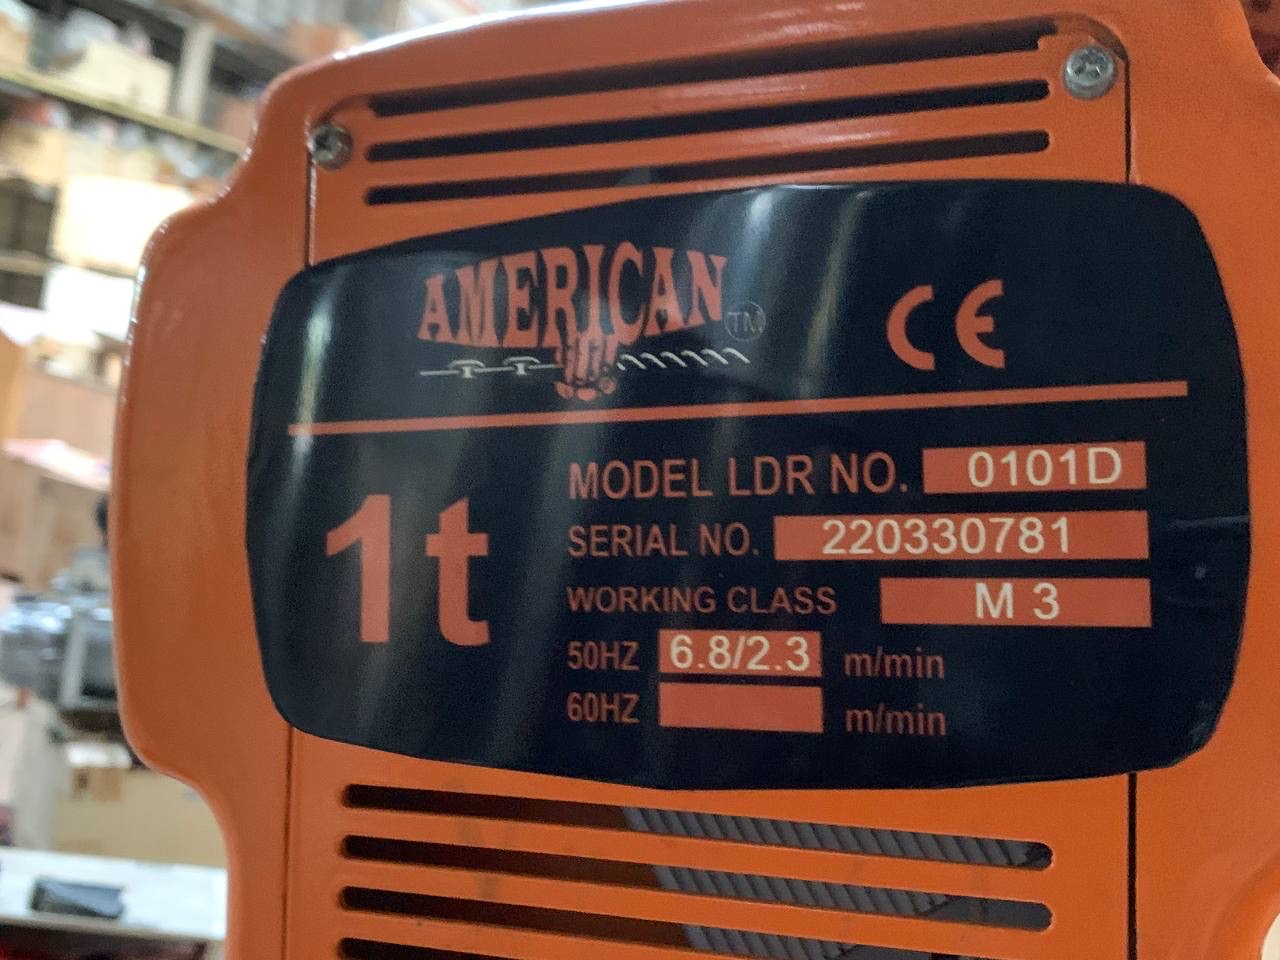 AMERICAN TM
CE
1t
MODEL LDR NO. 0101D
SERIAL NO. 220330781
WORKING CLASS M 3
50HZ 6.8/2.3 m/min
60HZ m/min